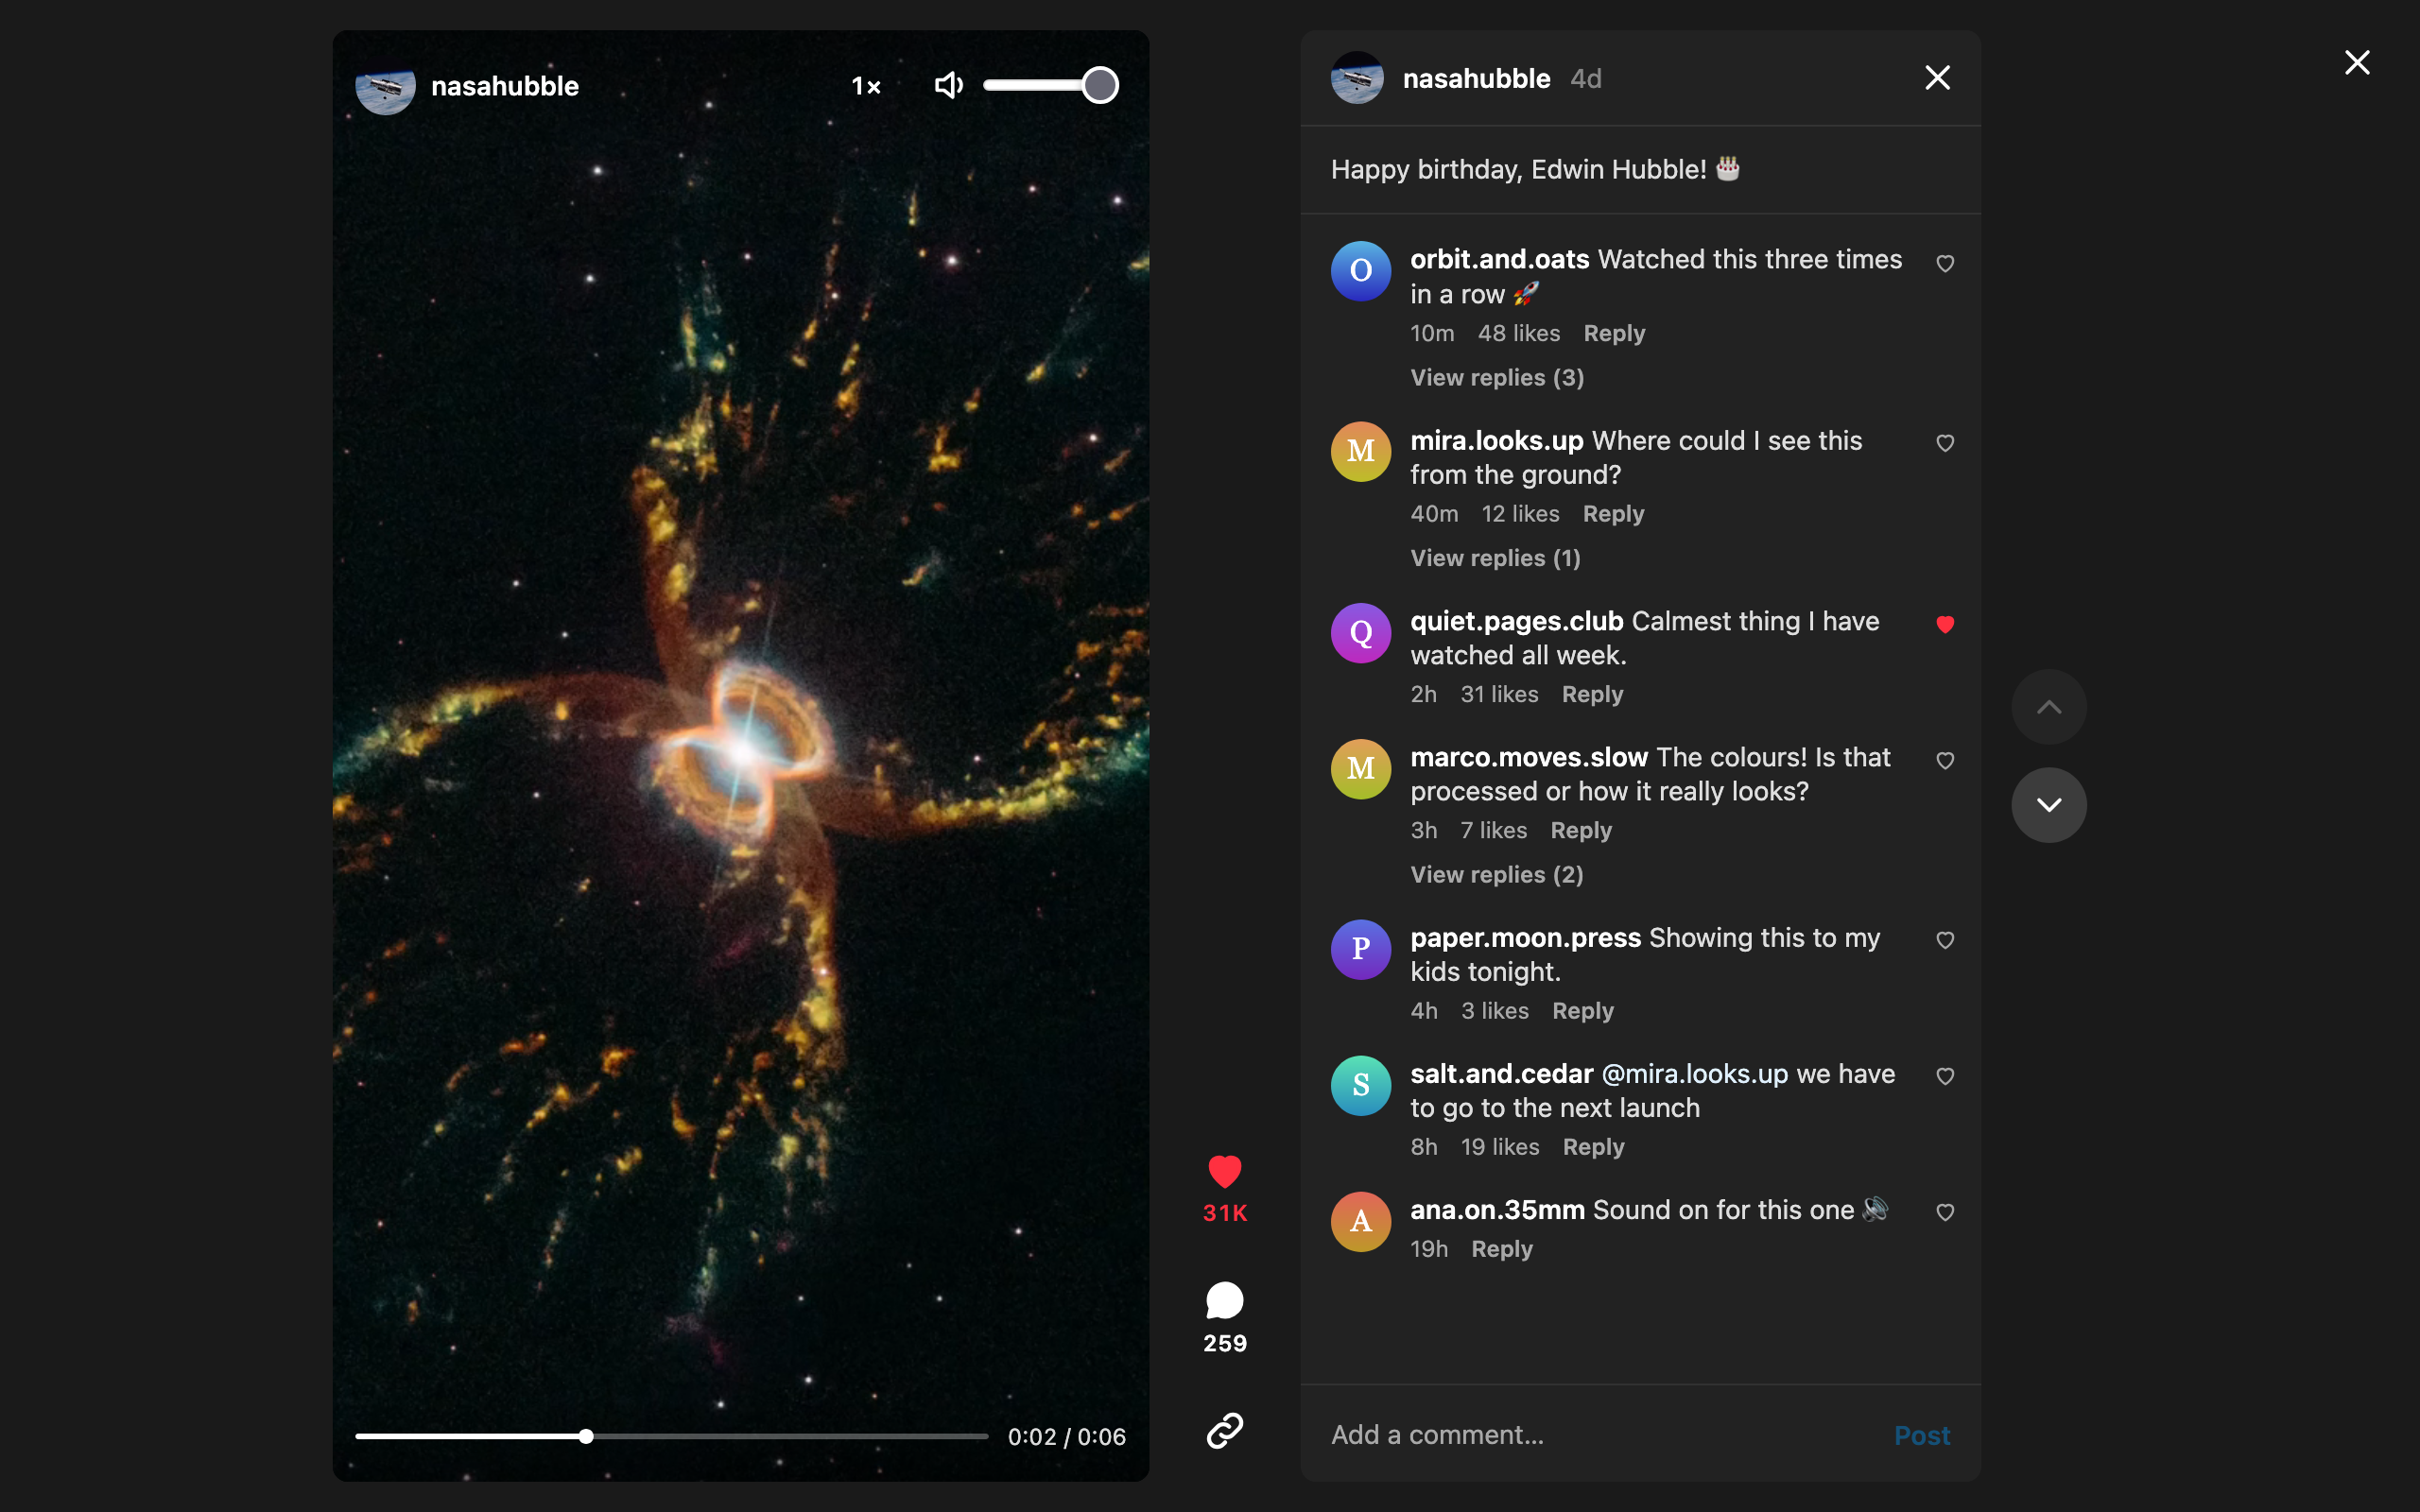 nasahubble
1×
nasahubble 4d
Happy birthday, Edwin Hubble! 🎂
O
orbit.and.oats Watched this three times
in a row 🚀
10m 48 likes Reply
View replies (3)
M
mira.looks.up Where could I see this
from the ground?
40m 12 likes Reply
View replies (1)
Q
quiet.pages.club Calmest thing I have
watched all week.
2h 31 likes Reply
M
marco.moves.slow The colours! Is that
processed or how it really looks?
3h 7 likes Reply
View replies (2)
P
paper.moon.press Showing this to my
kids tonight.
4h 3 likes Reply
S
salt.and.cedar @mira.looks.up we have
to go to the next launch
8h 19 likes Reply
A
ana.on.35mm Sound on for this one 🔊
19h Reply
31K
259
0:02 / 0:06
Add a comment...
Post